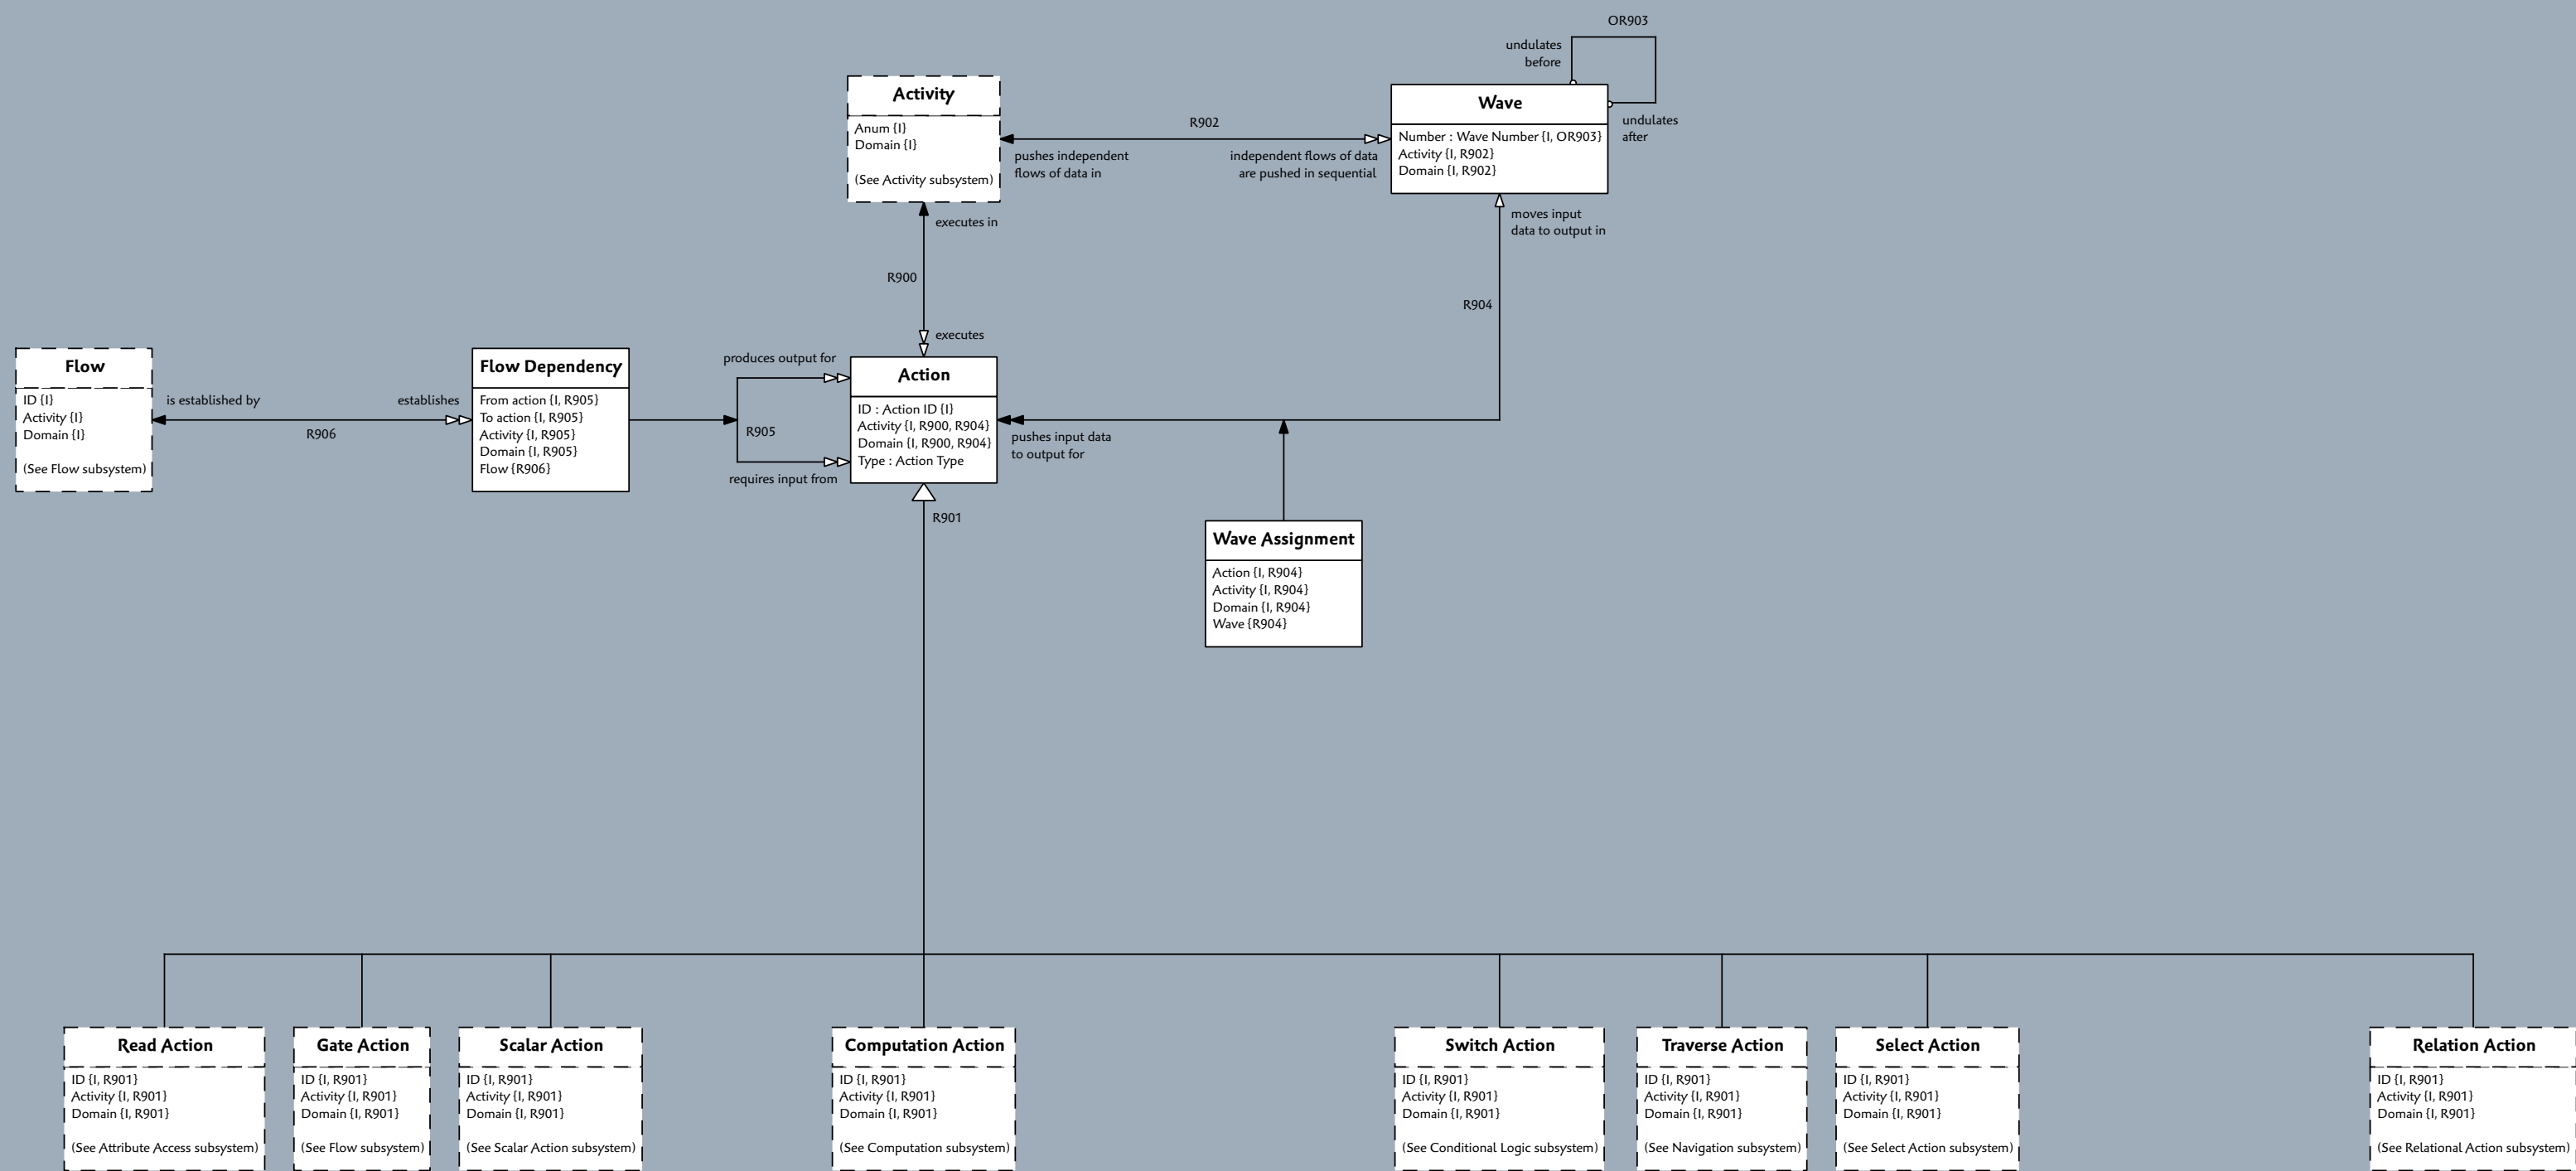 OR903
undulates
before
Wave
Number : Wave Number {I, OR903}
Activity {I, R902}
Domain {I, R902}
undulates
after
Activity
Anum {I}
Domain {I}
(See Activity subsystem)
R902
pushes independent
flows of data in
independent flows of data
are pushed in sequential
executes in
R900
executes
moves input
data to output in
R904
Flow
ID {I}
Activity {I}
Domain {I}
(See Flow subsystem)
is established by
establishes
R906
Flow Dependency
From action {I, R905}
To action {I, R905}
Activity {I, R905}
Domain {I, R905}
Flow {R906}
produces output for
R905
requires input from
Action
ID : Action ID {I}
Activity {I, R900, R904}
Domain {I, R900, R904}
Type : Action Type
pushes input data
to output for
R901
Wave Assignment
Action {I, R904}
Activity {I, R904}
Domain {I, R904}
Wave {R904}
Read Action
ID {I, R901}
Activity {I, R901}
Domain {I, R901}
(See Attribute Access subsystem)
Gate Action
ID {I, R901}
Activity {I, R901}
Domain {I, R901}
(See Flow subsystem)
Scalar Action
ID {I, R901}
Activity {I, R901}
Domain {I, R901}
(See Scalar Action subsystem)
Computation Action
ID {I, R901}
Activity {I, R901}
Domain {I, R901}
(See Computation subsystem)
Switch Action
ID {I, R901}
Activity {I, R901}
Domain {I, R901}
(See Conditional Logic subsystem)
Traverse Action
ID {I, R901}
Activity {I, R901}
Domain {I, R901}
(See Navigation subsystem)
Select Action
ID {I, R901}
Activity {I, R901}
Domain {I, R901}
(See Select Action subsystem)
Relation Action
ID {I, R901}
Activity {I, R901}
Domain {I, R901}
(See Relational Action subsystem)